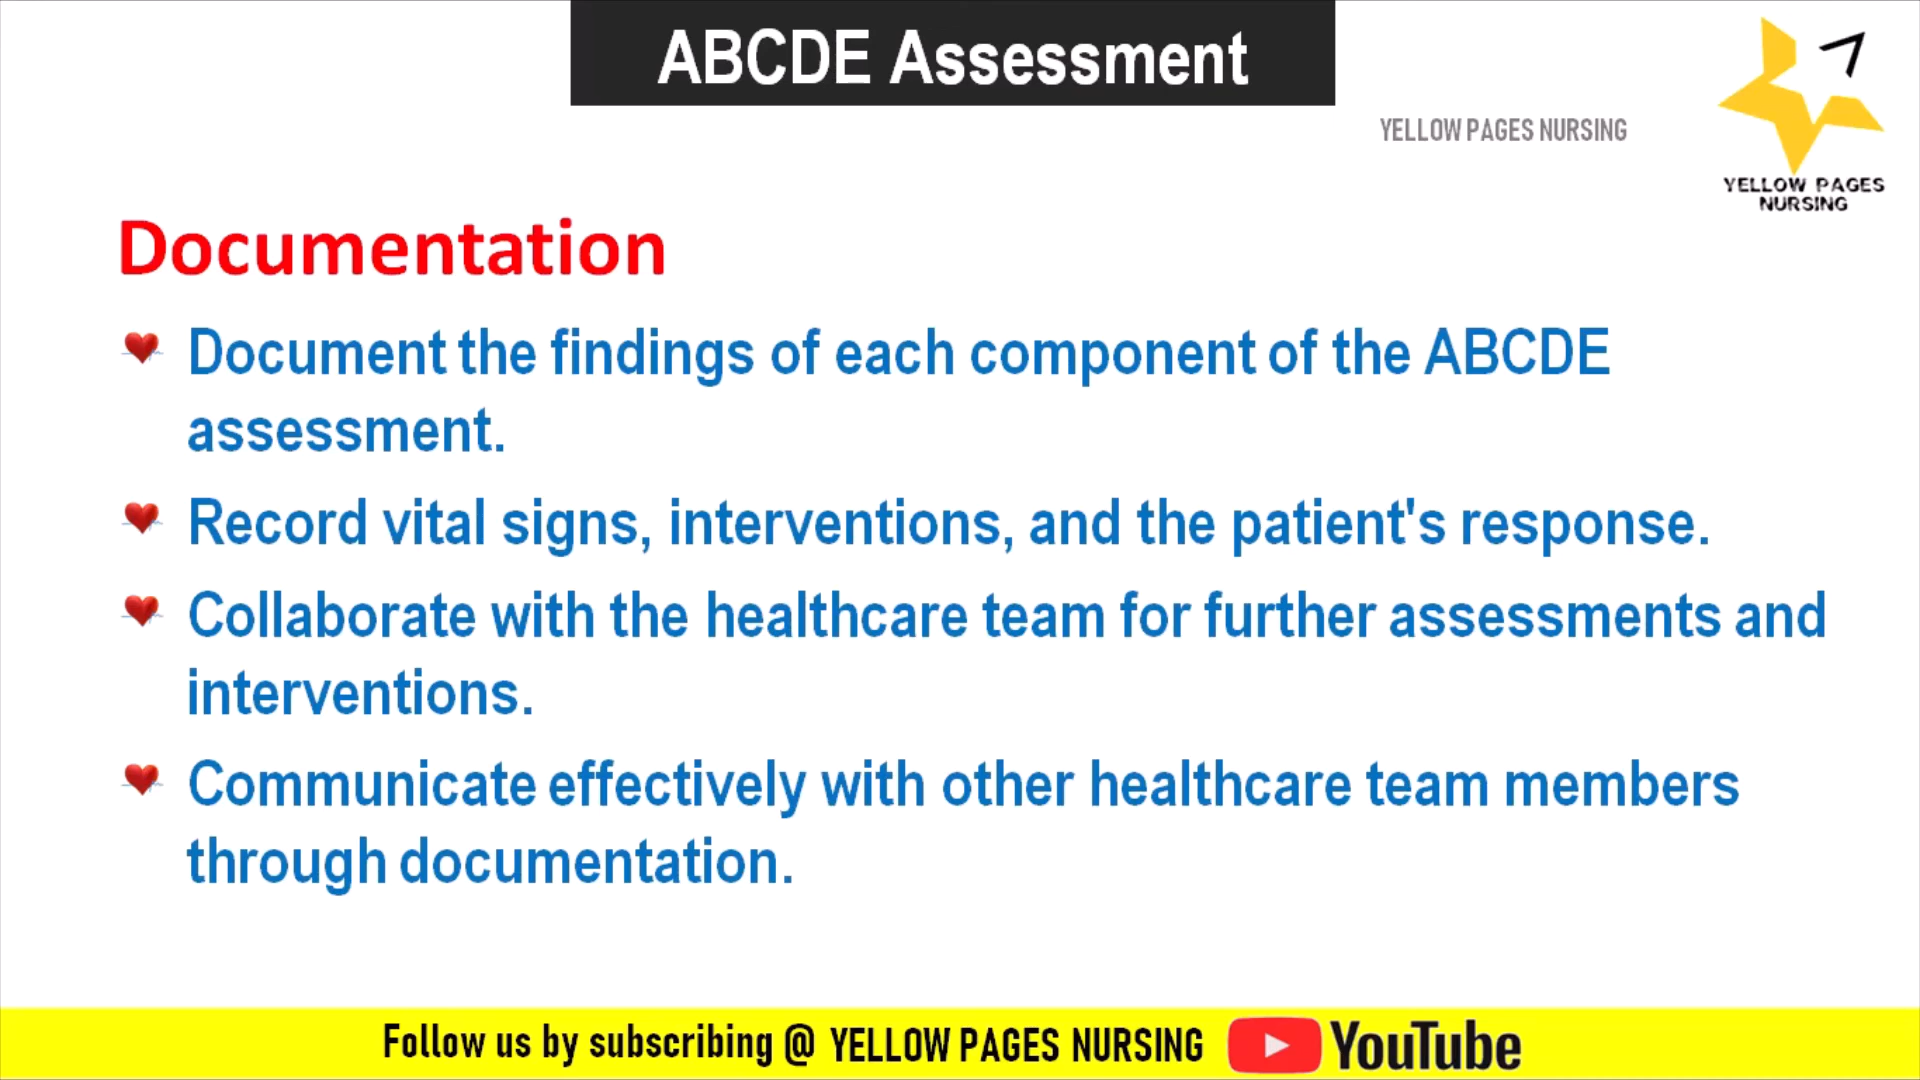 ABCDE Assessment
YELLOW PAGES NURSING
YELLOW PAGES
NURSING
Documentation
Document the findings of each component of the ABCDE
assessment.
Record vital signs, interventions, and the patient's response.
Collaborate with the healthcare team for further assessments and
interventions.
Communicate effectively with other healthcare team members
through documentation.
Follow us by subscribing @ YELLOW PAGES NURSING YouTube